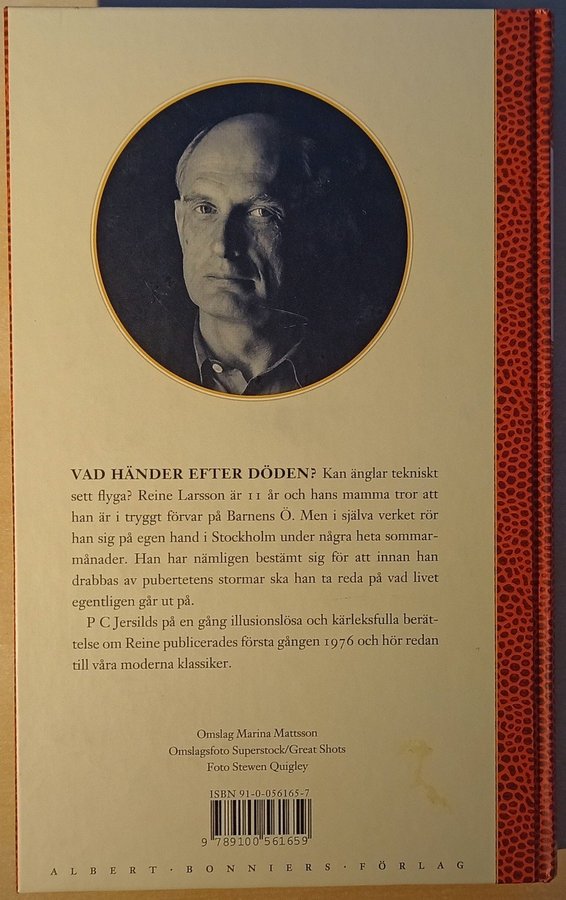 VAD HÄNDER EFTER DÖDEN? Kan änglar tekniskt
sett flyga? Reine Larsson är 11 år och hans mamma tror att
han är i tryggt förvar på Barnens Ö. Men i själva verket rör
han sig på egen hand i Stockholm under några heta sommar-
månader. Han har nämligen bestämt sig för att innan han
drabbas av pubertetens stormar ska han ta reda på vad livet
egentligen går ut på.
P C Jersilds på en gång illusionslösa och kärleksfulla berät-
telse om Reine publicerades första gången 1976 och hör redan
till våra moderna klassiker.
Omslag Marina Mattsson
Omslagsfoto Superstock/Great Shots
Foto Stewen Quigley
ISBN 91-0-056165-7
9 789100 561659
ALBERT · BONNIERS · FÖRLAG